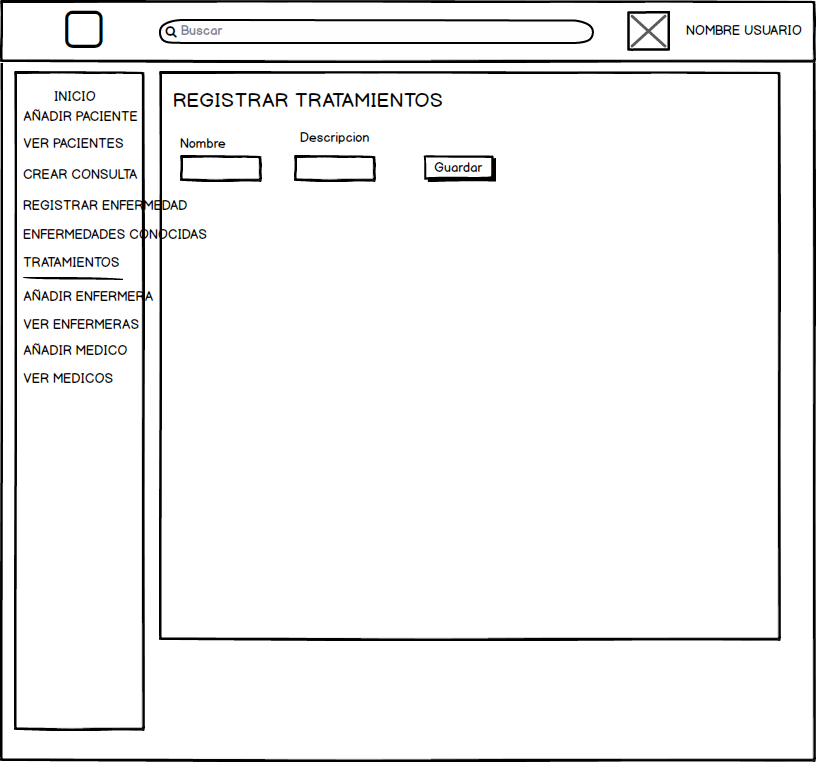 Buscar
NOMBRE USUARIO
INICIO
AÑADIR PACIENTE
VER PACIENTES
CREAR CONSULTA
REGISTRAR ENFERMEDAD
ENFERMEDADES CONOCIDAS
TRATAMIENTOS
AÑADIR ENFERMERA
VER ENFERMERAS
AÑADIR MEDICO
VER MEDICOS
REGISTRAR TRATAMIENTOS
Nombre
Descripcion
Guardar